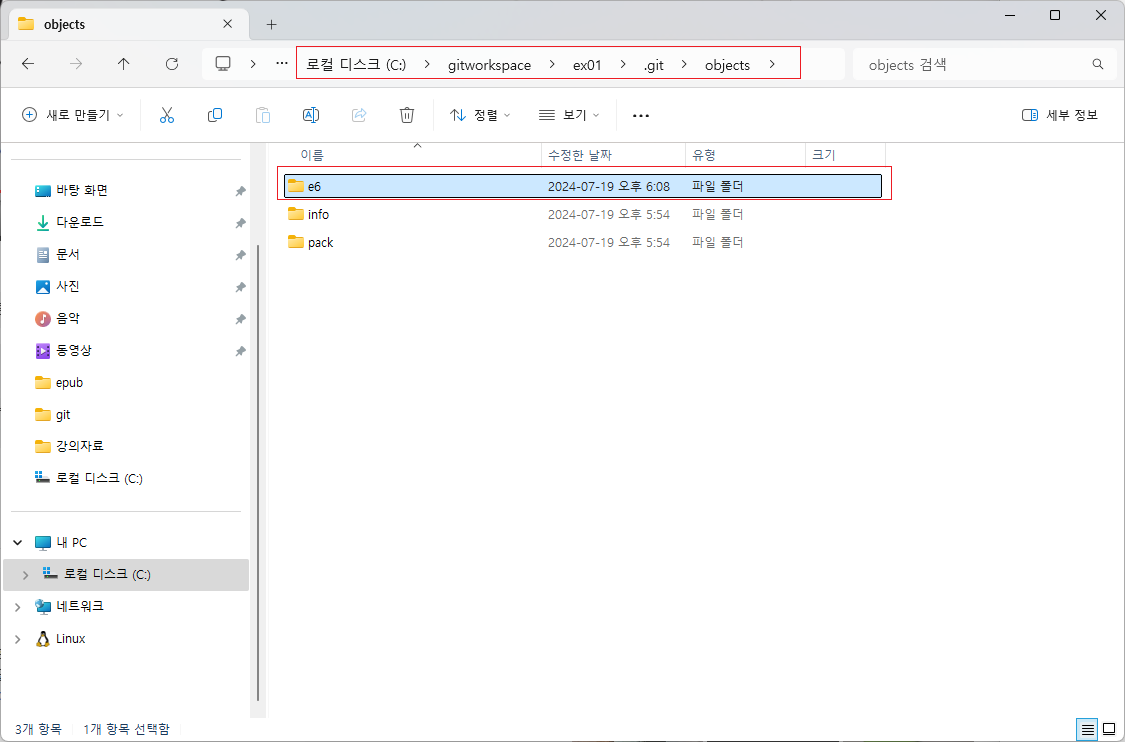 objects
로컬 디스크 (C:) gitworkspace ex01 .git objects
objects 검색
새로 만들기 정렬 보기 세부 정보
이름 수정한 날짜 유형 크기
e6 2024-07-19 오후 6:08 파일 폴더
info 2024-07-19 오후 5:54 파일 폴더
pack 2024-07-19 오후 5:54 파일 폴더
바탕 화면
다운로드
문서
사진
음악
동영상
epub
git
강의자료
로컬 디스크 (C:)
내 PC
로컬 디스크 (C:)
네트워크
Linux
3개 항목 1개 항목 선택함